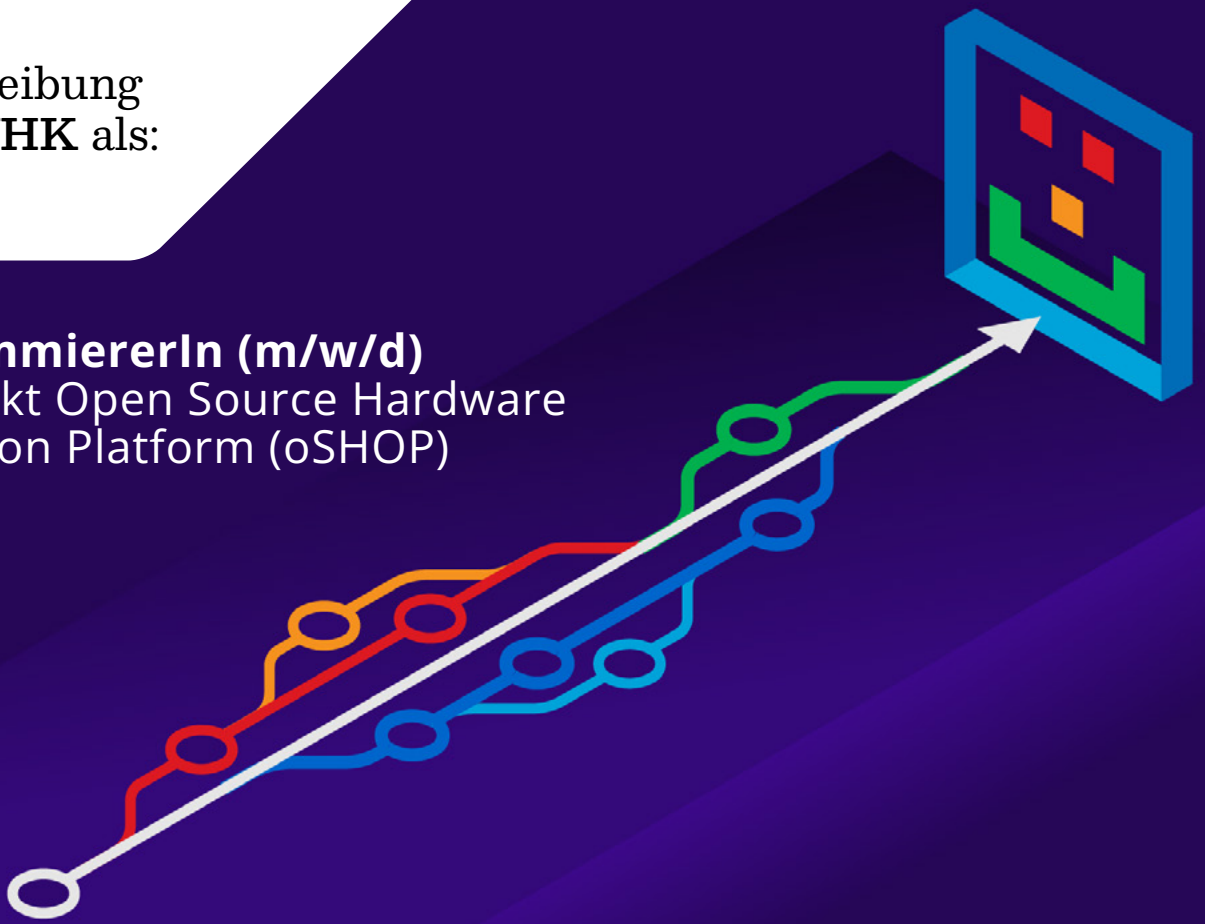 eibung
HK als:
mmiererIn (m/w/d)
kt Open Source Hardware
on Platform (oSHOP)